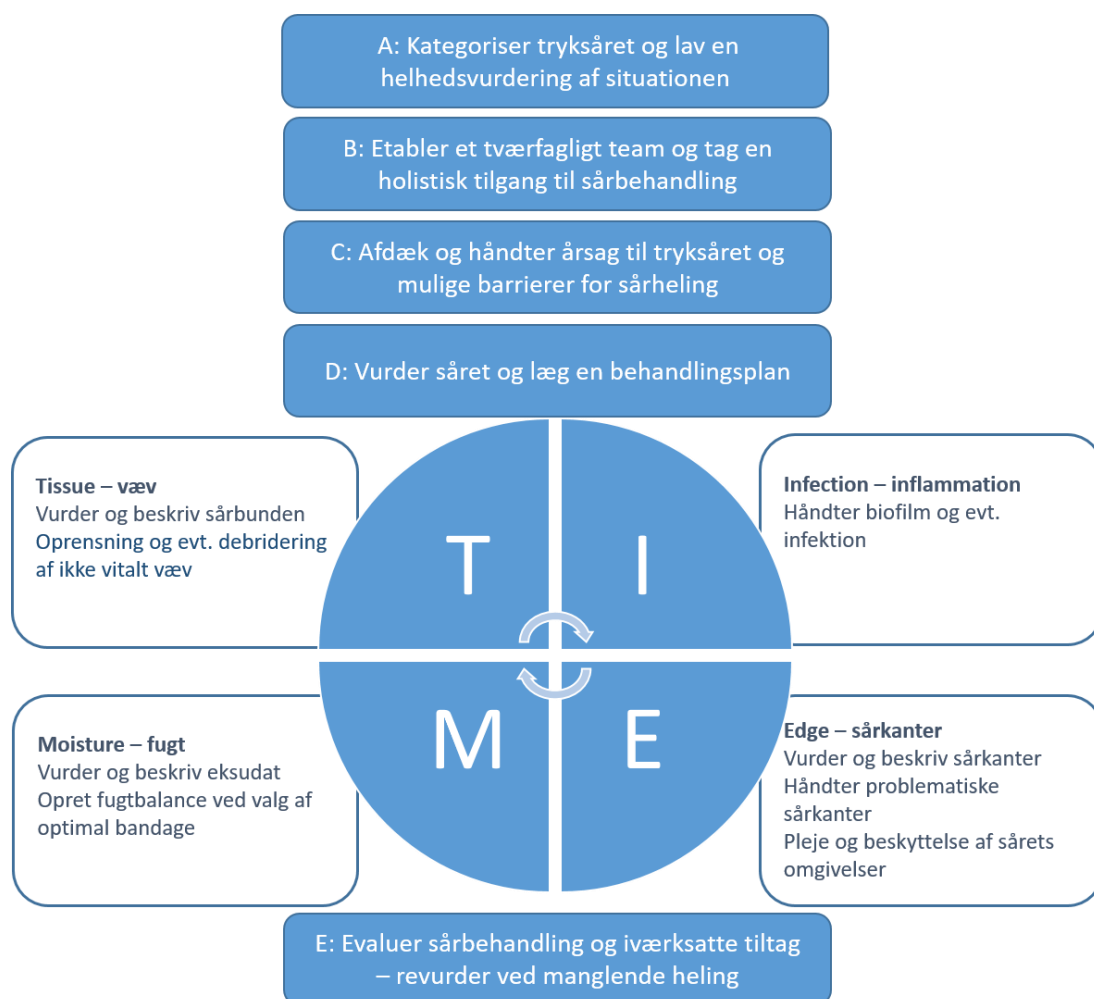 A: Kategoriser tryksåret og lav en
helhedsvurdering af situationen
B: Etabler et tværfagligt team og tag en
holistisk tilgang til sårbehandling
C: Afdæk og håndter årsag til tryksåret og
mulige barrierer for sårheling
D: Vurder såret og læg en behandlingsplan
Tissue – væv
Vurder og beskriv sårbunden
Oprensning og evt. debridering
af ikke vitalt væv
T
I
Infection – inflammation
Håndter biofilm og evt.
infektion
Moisture – fugt
Vurder og beskriv eksudat
Opret fugtbalance ved valg af
optimal bandage
M
E
Edge – sårkanter
Vurder og beskriv sårkanter
Håndter problematiske
sårkanter
Pleje og beskyttelse af sårets
omgivelser
E: Evaluer sårbehandling og iværksatte tiltag
– revurder ved manglende heling